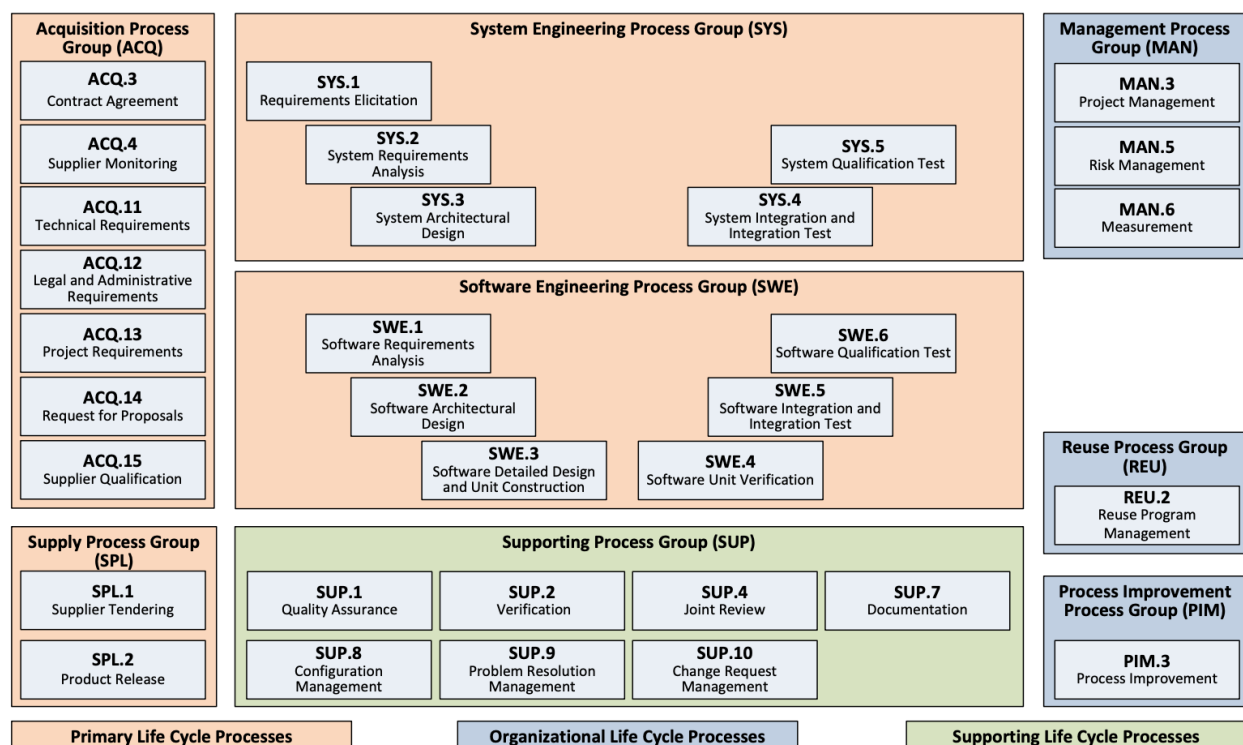 Acquisition Process
Group (ACQ)
ACQ.3
Contract Agreement
ACQ.4
Supplier Monitoring
ACQ.11
Technical Requirements
ACQ.12
Legal and Administrative
Requirements
ACQ.13
Project Requirements
ACQ.14
Request for Proposals
ACQ.15
Supplier Qualification
System Engineering Process Group (SYS)
SYS.1
Requirements Elicitation
SYS.2
System Requirements
Analysis
SYS.3
System Architectural
Design
SYS.5
System Qualification Test
SYS.4
System Integration and
Integration Test
Management Process
Group (MAN)
MAN.3
Project Management
MAN.5
Risk Management
MAN.6
Measurement
Software Engineering Process Group (SWE)
SWE.1
Software Requirements
Analysis
SWE.2
Software Architectural
Design
SWE.3
Software Detailed Design
and Unit Construction
SWE.6
Software Qualification Test
SWE.5
Software Integration and
Integration Test
SWE.4
Software Unit Verification
Reuse Process Group
(REU)
REU.2
Reuse Program
Management
Supply Process Group
(SPL)
SPL.1
Supplier Tendering
SPL.2
Product Release
Supporting Process Group (SUP)
SUP.1
Quality Assurance
SUP.2
Verification
SUP.4
Joint Review
SUP.7
Documentation
SUP.8
Configuration
Management
SUP.9
Problem Resolution
Management
SUP.10
Change Request
Management
Process Improvement
Process Group (PIM)
PIM.3
Process Improvement
Primary Life Cycle Processes
Organizational Life Cycle Processes
Supporting Life Cycle Processes